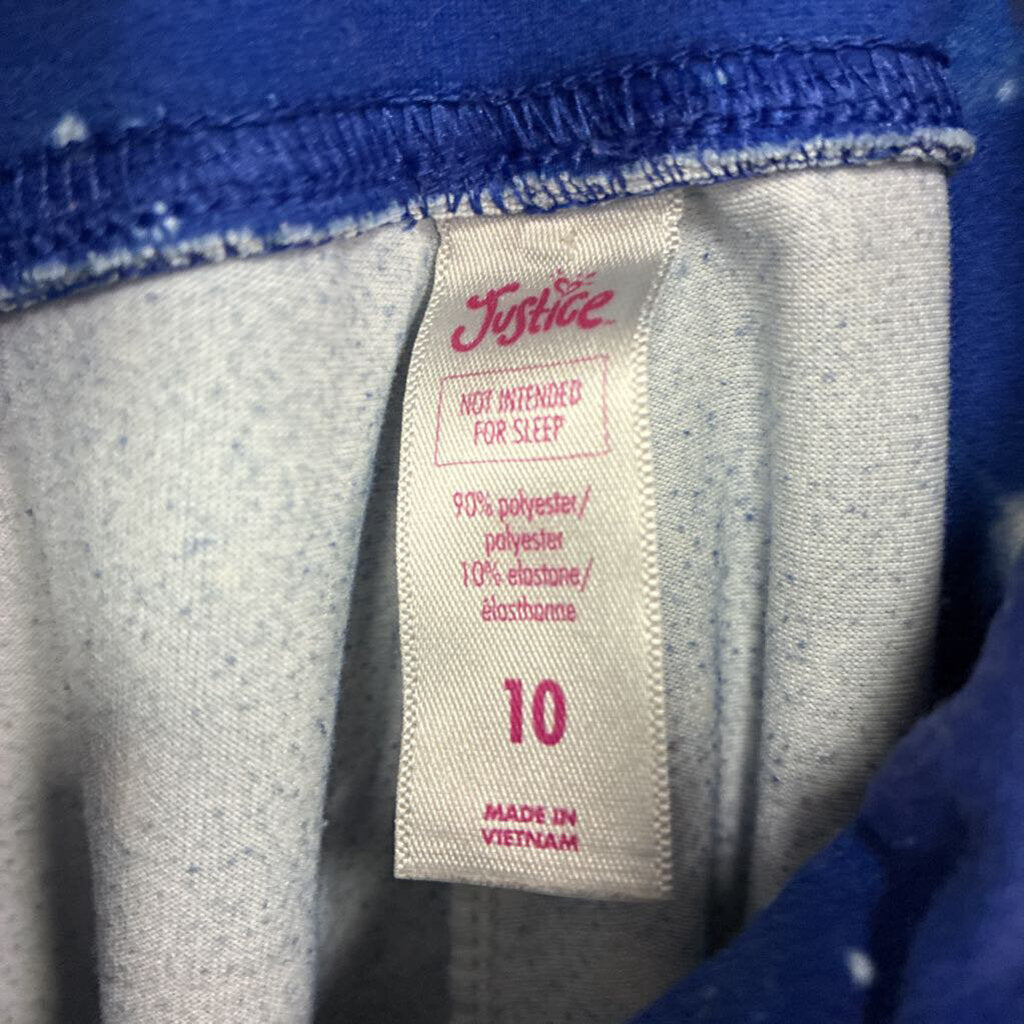 Justice
NOT INTENDED
FOR SLEEP
90% polyester/
polyester
10% elastane/
élasthanne
10
MADE IN
VIETNAM